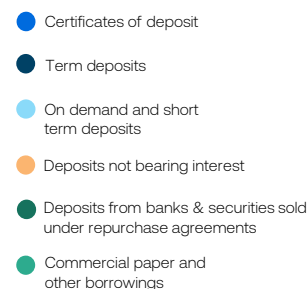 Certificates of deposit
Term deposits
On demand and short
term deposits
Deposits not bearing interest
Deposits from banks & securities sold
under repurchase agreements
Commercial paper and
other borrowings